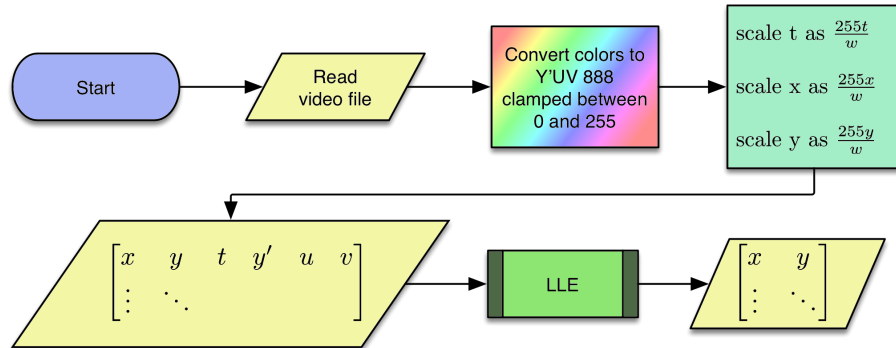 Start
Read
video file
Convert colors to
Y'UV 888
clamped between
0 and 255
scale t as 255t/w
scale x as 255x/w
scale y as 255y/w
x y t y′ u v
⋮ ⋱
LLE
x y
⋮ ⋱